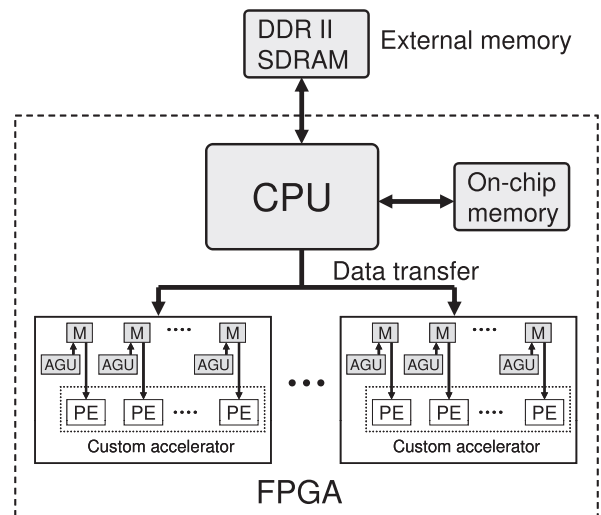 DDR II
SDRAM
External memory
CPU
On-chip
memory
Data transfer
M M .... M
AGU AGU AGU
PE PE .... PE
Custom accelerator
...
M M .... M
AGU AGU AGU
PE PE .... PE
Custom accelerator
FPGA